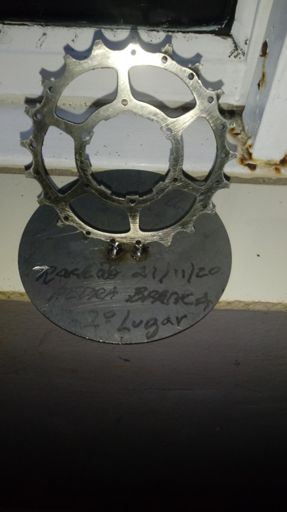 21/11/20
PEDRA BRANCA
2º Lugar